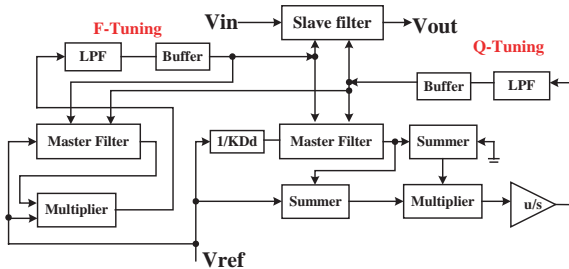 Vin
Slave filter
Vout
F-Tuning
Q-Tuning
LPF
Buffer
Buffer
LPF
Master Filter
1/KDd
Master Filter
Summer
Multiplier
Summer
Multiplier
u/s
Vref